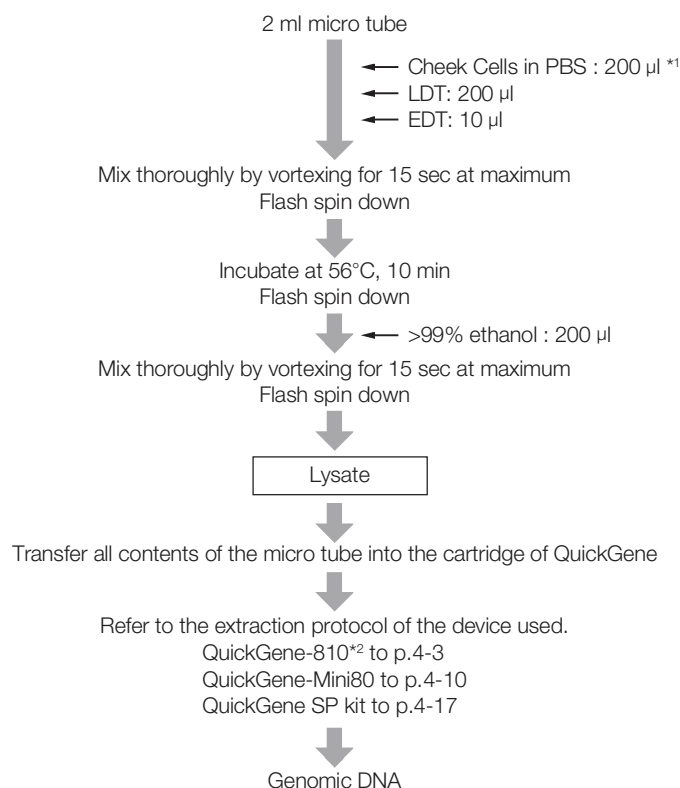 2 ml micro tube
Cheek Cells in PBS : 200 μl *1
LDT: 200 μl
EDT: 10 μl
Mix thoroughly by vortexing for 15 sec at maximum
Flash spin down
Incubate at 56°C, 10 min
Flash spin down
>99% ethanol : 200 μl
Mix thoroughly by vortexing for 15 sec at maximum
Flash spin down
Lysate
Transfer all contents of the micro tube into the cartridge of QuickGene
Refer to the extraction protocol of the device used.
QuickGene-810*2 to p.4-3
QuickGene-Mini80 to p.4-10
QuickGene SP kit to p.4-17
Genomic DNA